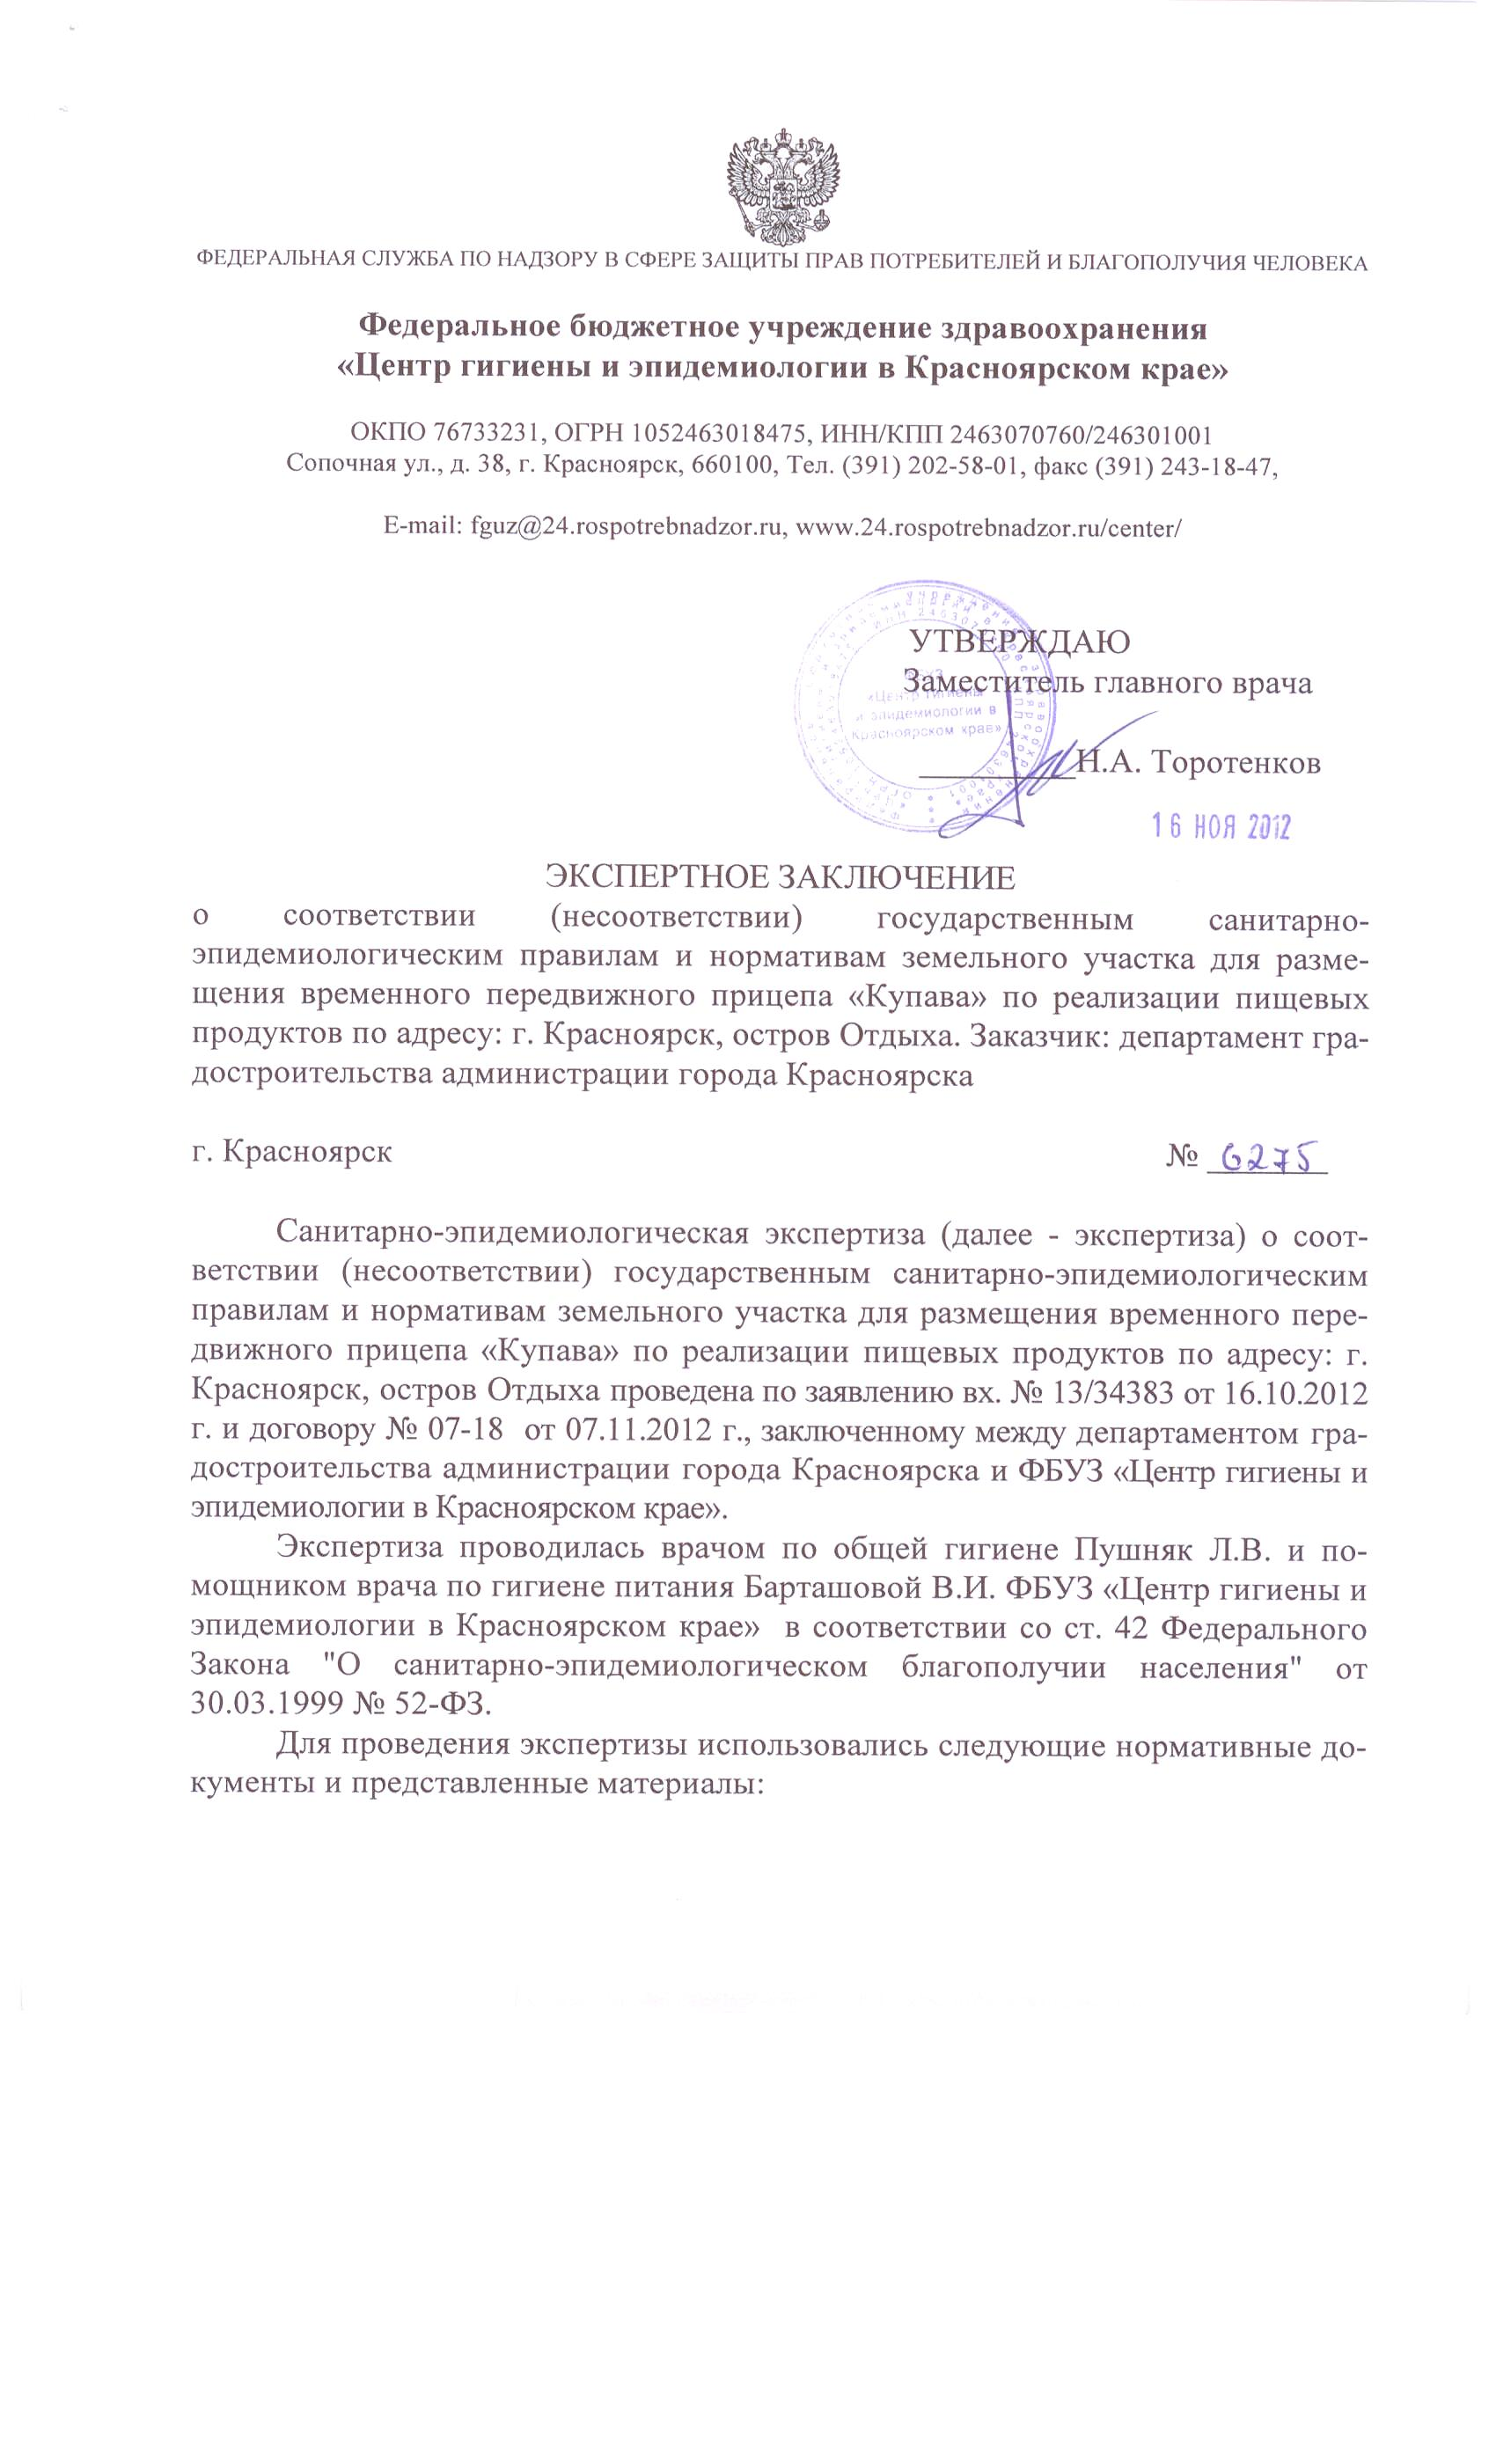 ФЕДЕРАЛЬНАЯ СЛУЖБА ПО НАДЗОРУ В СФЕРЕ ЗАЩИТЫ ПРАВ ПОТРЕБИТЕЛЕЙ И БЛАГОПОЛУЧИЯ ЧЕЛОВЕКА
Федеральное бюджетное учреждение здравоохранения
«Центр гигиены и эпидемиологии в Красноярском крае»
ОКПО 76733231, ОГРН 1052463018475, ИНН/КПП 2463070760/246301001
Сопочная ул., д. 38, г. Красноярск, 660100, Тел. (391) 202-58-01, факс (391) 243-18-47,
E-mail: fguz@24.rospotrebnadzor.ru, www.24.rospotrebnadzor.ru/center/
УТВЕРЖДАЮ
Заместитель главного врача
ФБУЗ
«Центр гигиены
и эпидемиологии в
Красноярском крае»
Н.А. Торотенков
16 НОЯ 2012
ЭКСПЕРТНОЕ ЗАКЛЮЧЕНИЕ
о соответствии (несоответствии) государственным санитарно-
эпидемиологическим правилам и нормативам земельного участка для разме-
щения временного передвижного прицепа «Купава» по реализации пищевых
продуктов по адресу: г. Красноярск, остров Отдыха. Заказчик: департамент гра-
достроительства администрации города Красноярска
г. Красноярск № 6275
Санитарно-эпидемиологическая экспертиза (далее - экспертиза) о соот-
ветствии (несоответствии) государственным санитарно-эпидемиологическим
правилам и нормативам земельного участка для размещения временного пере-
движного прицепа «Купава» по реализации пищевых продуктов по адресу: г.
Красноярск, остров Отдыха проведена по заявлению вх. № 13/34383 от 16.10.2012
г. и договору № 07-18 от 07.11.2012 г., заключенному между департаментом гра-
достроительства администрации города Красноярска и ФБУЗ «Центр гигиены и
эпидемиологии в Красноярском крае».
Экспертиза проводилась врачом по общей гигиене Пушняк Л.В. и по-
мощником врача по гигиене питания Барташовой В.И. ФБУЗ «Центр гигиены и
эпидемиологии в Красноярском крае» в соответствии со ст. 42 Федерального
Закона "О санитарно-эпидемиологическом благополучии населения" от
30.03.1999 № 52-ФЗ.
Для проведения экспертизы использовались следующие нормативные до-
кументы и представленные материалы: